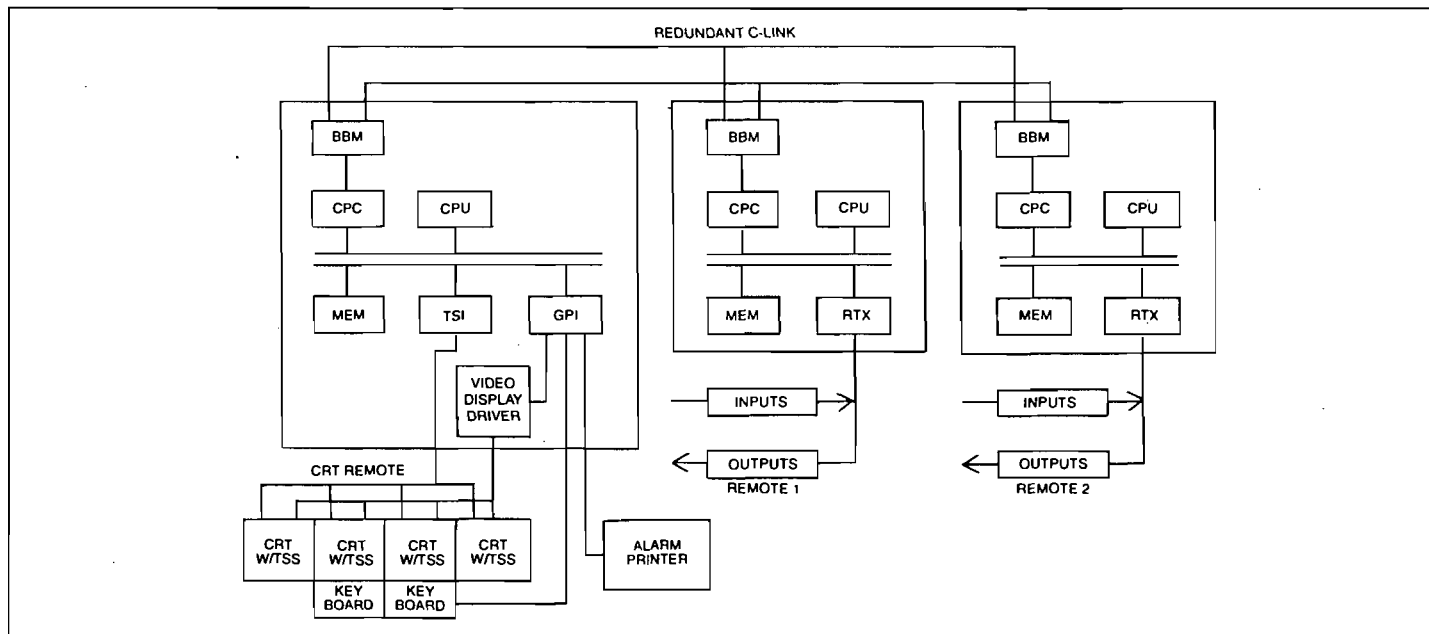 REDUNDANT C-LINK
BBM
BBM
BBM
CPC
CPU
CPC
CPU
CPC
CPU
MEM
TSI
GPI
MEM
RTX
MEM
RTX
VIDEO
DISPLAY
DRIVER
INPUTS
INPUTS
OUTPUTS
OUTPUTS
CRT REMOTE
REMOTE 1
REMOTE 2
CRT
W/TSS
CRT
W/TSS
CRT
W/TSS
CRT
W/TSS
ALARM
PRINTER
KEY
BOARD
KEY
BOARD